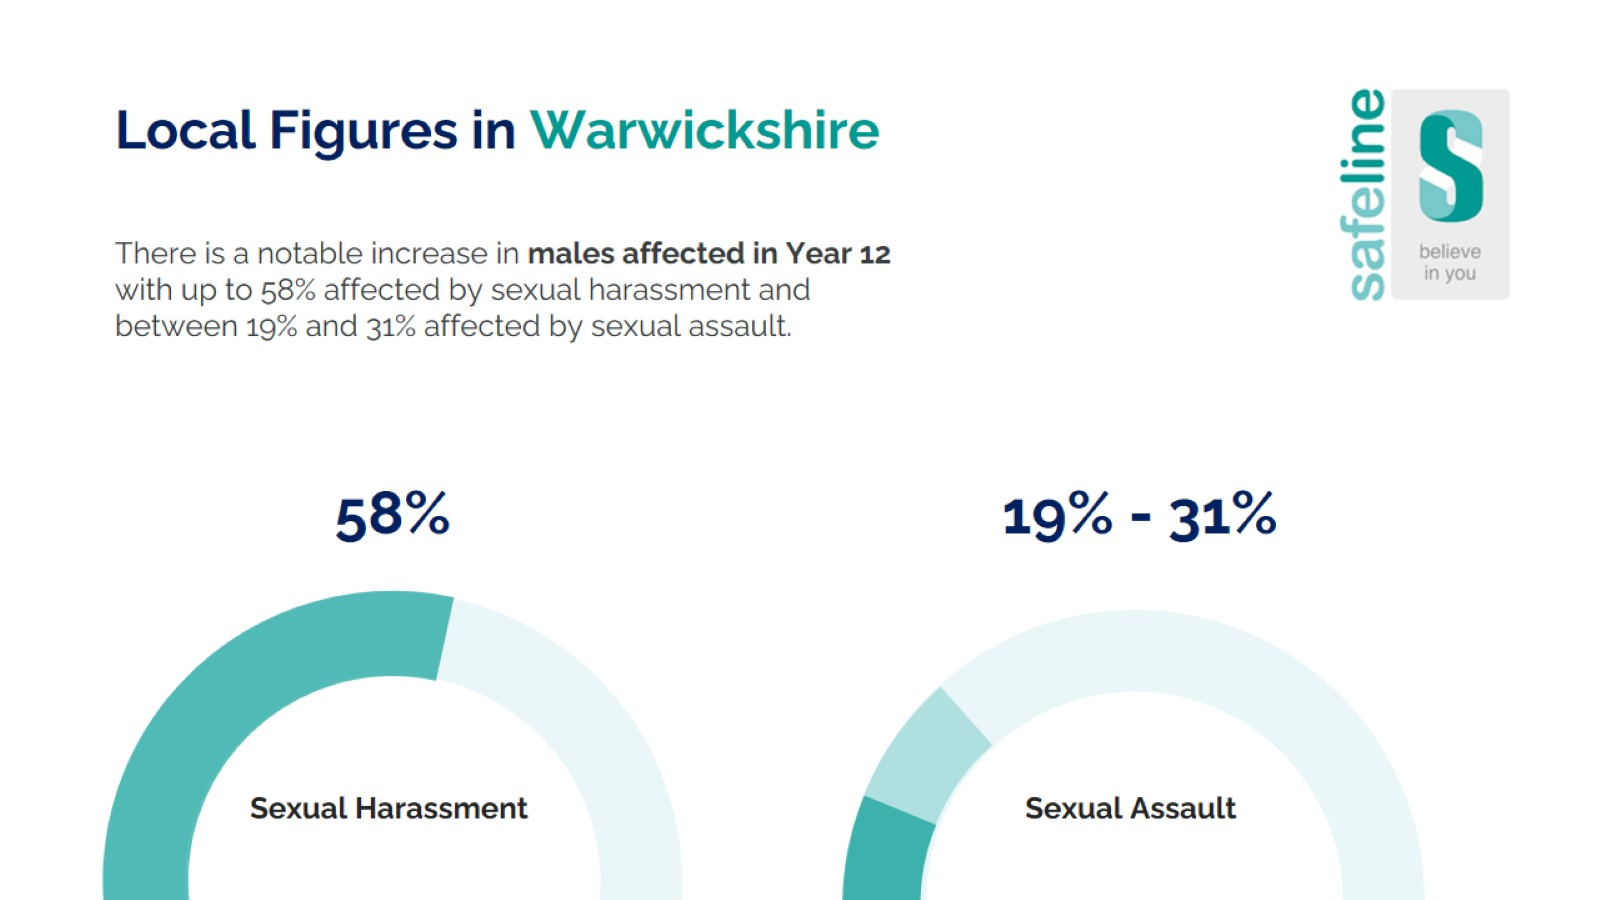 Local Figures in Warwickshire
safeline
believe
in you
There is a notable increase in males affected in Year 12
with up to 58% affected by sexual harassment and
between 19% and 31% affected by sexual assault.
58%
19% - 31%
Sexual Harassment
Sexual Assault